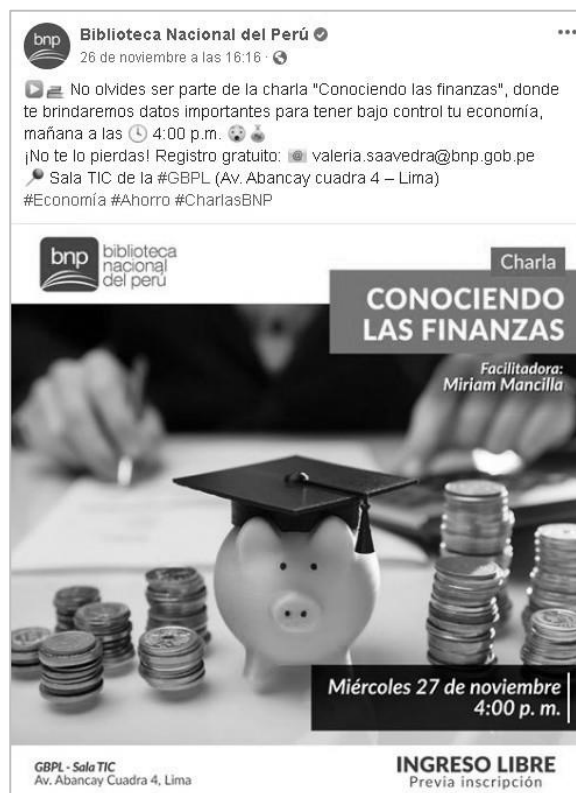 bnp
Biblioteca Nacional del Perú
26 de noviembre a las 16:16 ·
No olvides ser parte de la charla "Conociendo las finanzas", donde
te brindaremos datos importantes para tener bajo control tu economía,
mañana a las 🕓 4:00 p.m.
¡No te lo pierdas! Registro gratuito: 📧 valeria.saavedra@bnp.gob.pe
Sala TIC de la #GBPL (Av. Abancay cuadra 4 – Lima)
#Economía #Ahorro #CharlasBNP
bnp
biblioteca
nacional
del perú
Charla
CONOCIENDO
LAS FINANZAS
Facilitadora:
Miriam Mancilla
Miércoles 27 de noviembre
4:00 p. m.
GBPL - Sala TIC
Av. Abancay Cuadra 4, Lima
INGRESO LIBRE
Previa inscripción